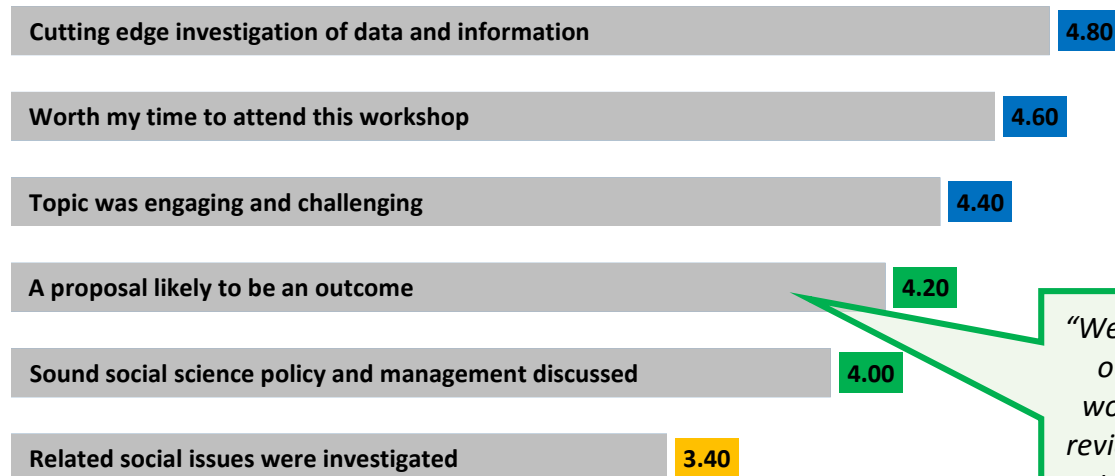 Cutting edge investigation of data and information 4.80
Worth my time to attend this workshop 4.60
Topic was engaging and challenging 4.40
A proposal likely to be an outcome 4.20
"We
Sound social science policy and management discussed 4.00
revi
Related social issues were investigated 3.40